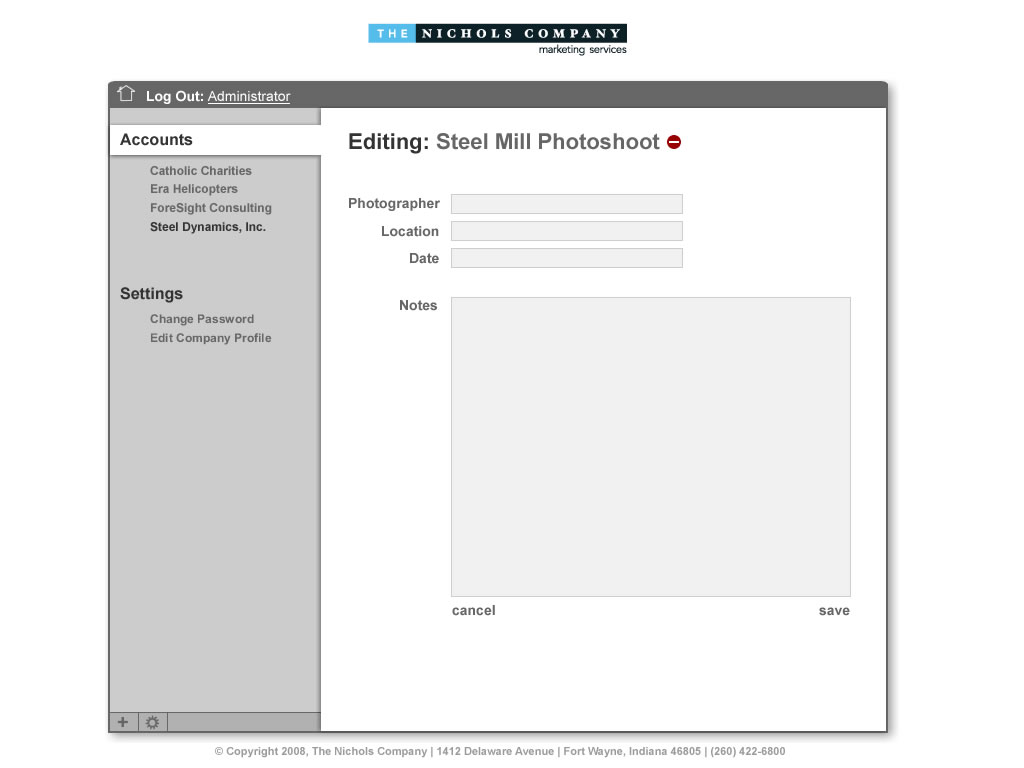 THE NICHOLS COMPANY
marketing services
Log Out: Administrator
Accounts
Catholic Charities
Era Helicopters
ForeSight Consulting
Steel Dynamics, Inc.
Settings
Change Password
Edit Company Profile
Editing: Steel Mill Photoshoot
Photographer
Location
Date
Notes
cancel save
© Copyright 2008, The Nichols Company | 1412 Delaware Avenue | Fort Wayne, Indiana 46805 | (260) 422-6800